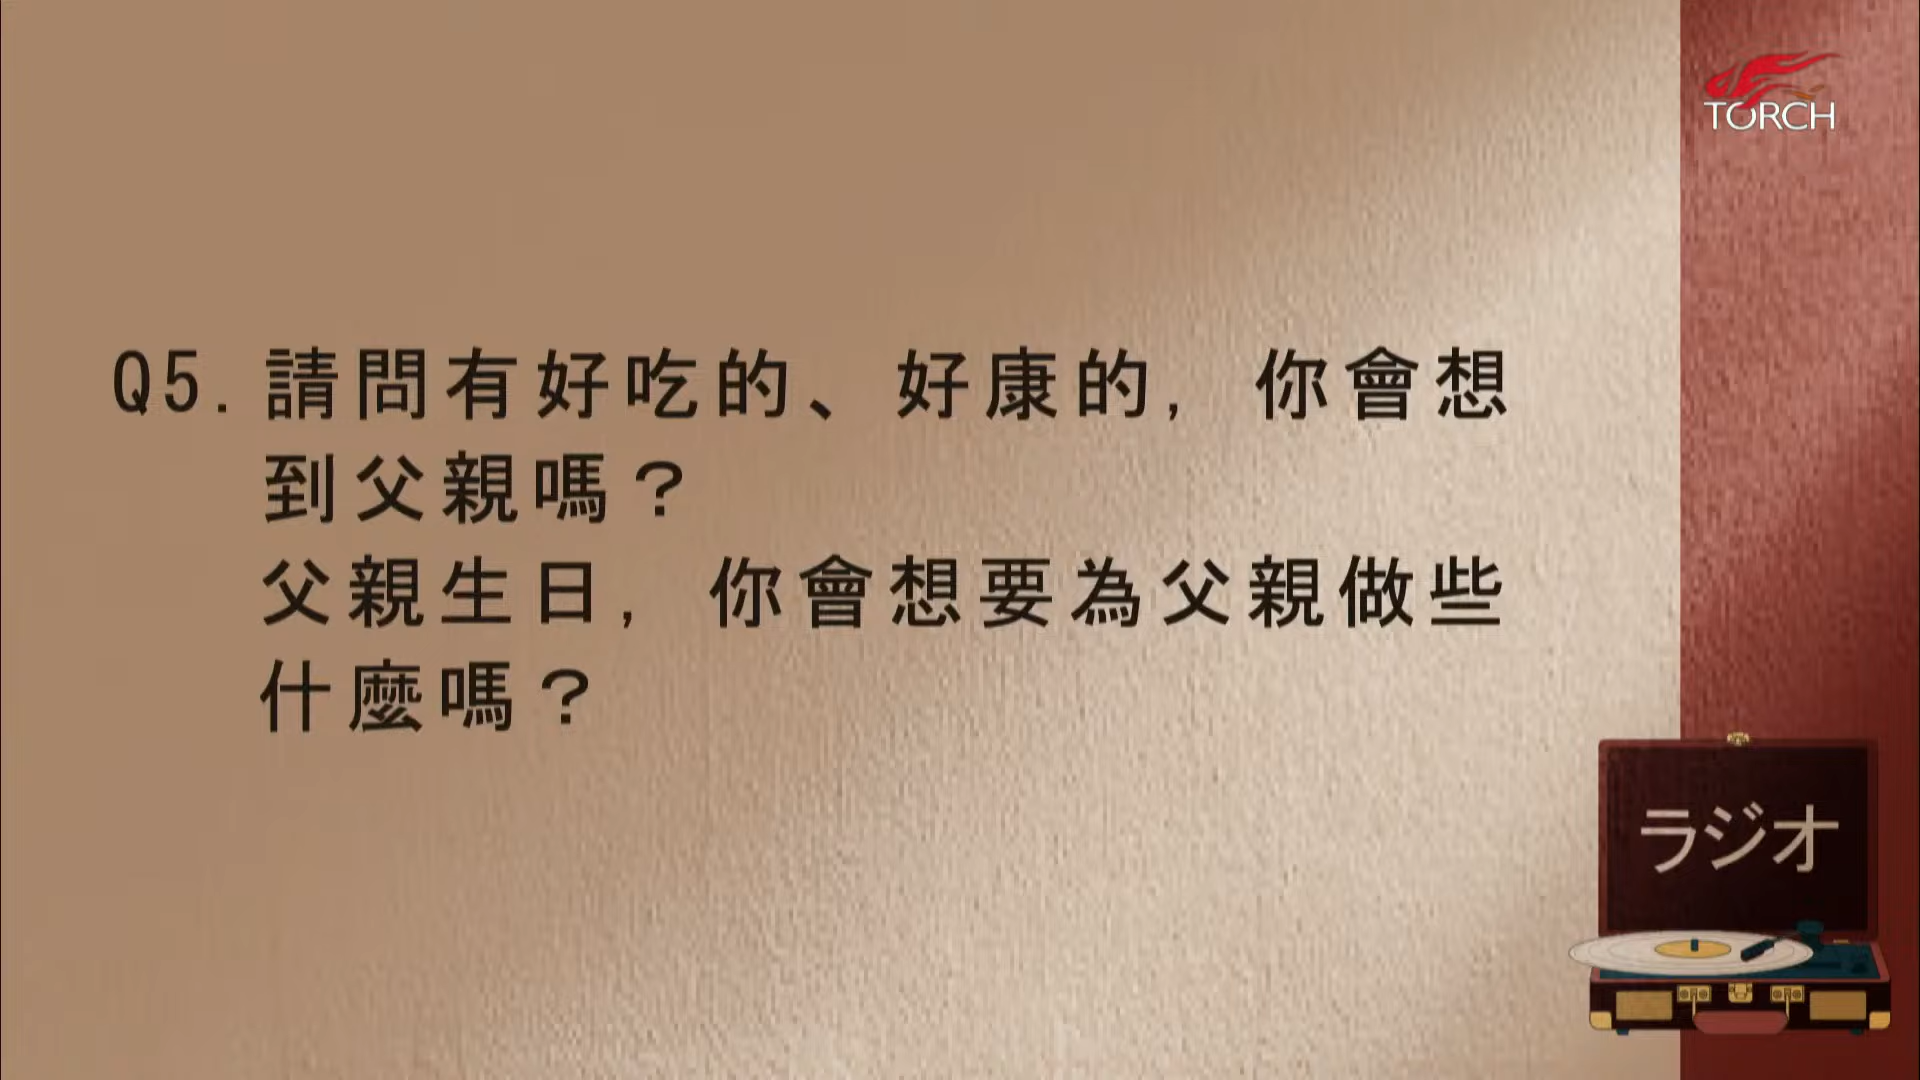 TORCH
Q5.請問有好吃的、好康的, 你會想
到父親嗎?
父親生日, 你會想要為父親做些
什麼嗎?
ラジオ